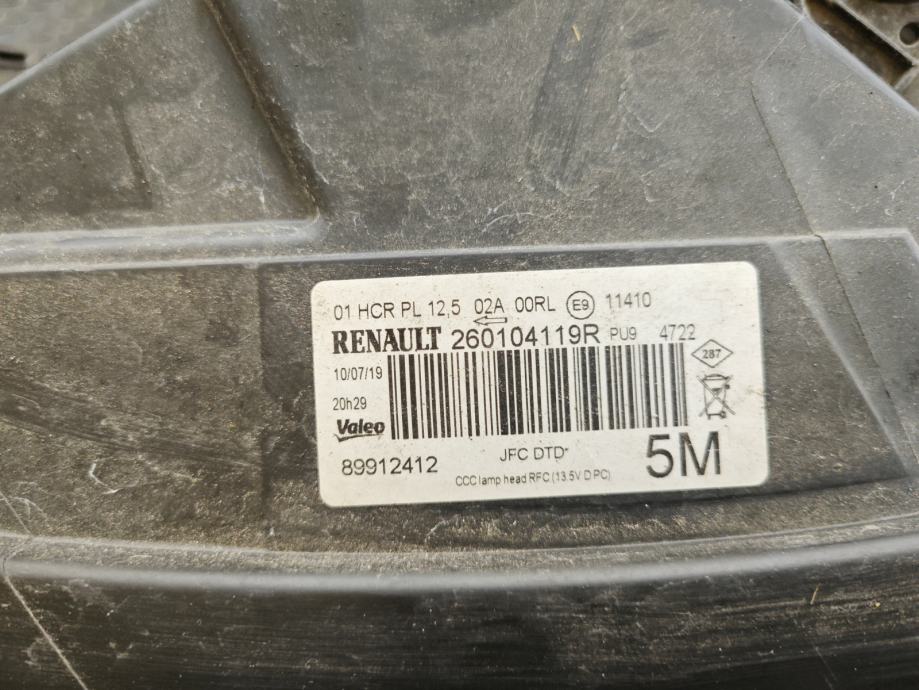 01 HCR PL 12,5 02A 00RL E9 11410
RENAULT 260104119R PU9 4722
10/07/19
287
20h29
Valeo
89912412 JFC DTD* 5M
CCC lamp head RFC (13.5V D PC)